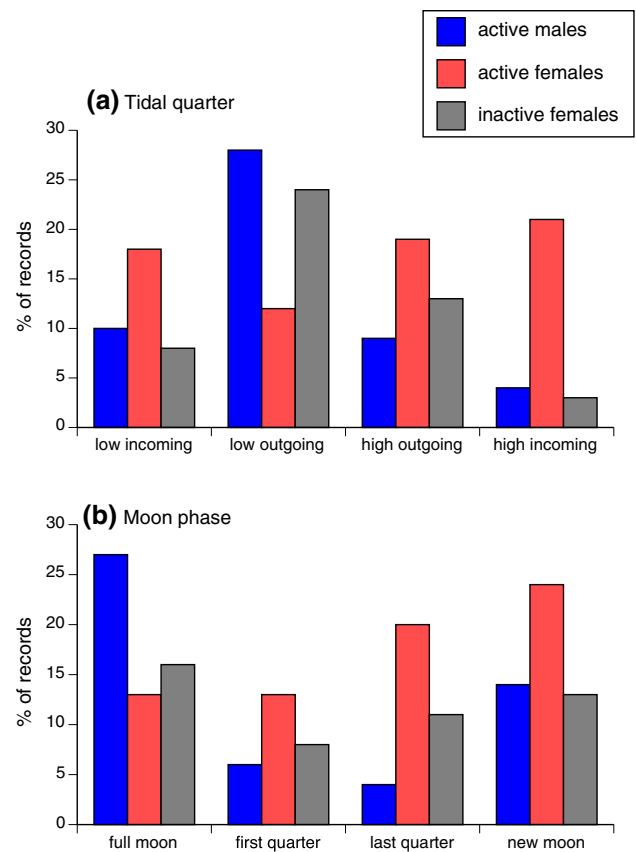 active males
active females
inactive females
(a) Tidal quarter
30
25
20
15
10
5
0
% of records
low incoming low outgoing high outgoing high incoming
(b) Moon phase
30
25
20
15
10
5
0
% of records
full moon first quarter last quarter new moon